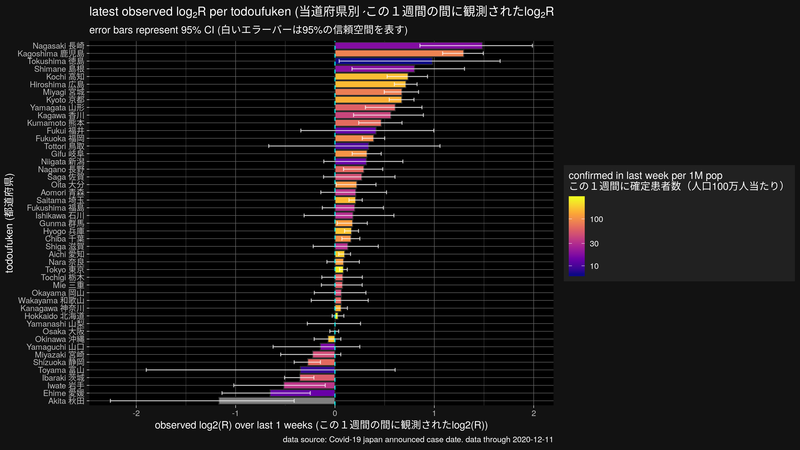 latest observed log₂R per todoufuken (当道府県別 この１週間の間に観測されたlog₂R
error bars represent 95% CI (白いエラーバーは95%の信頼空間を表す)
Nagasaki 長崎
Kagoshima 鹿児島
Tokushima 徳島
Shimane 島根
Kochi 高知
Hiroshima 広島
Miyagi 宮城
Kyoto 京都
Yamagata 山形
Kagawa 香川
Kumamoto 熊本
Fukui 福井
Fukuoka 福岡
Tottori 鳥取
Gifu 岐阜
Niigata 新潟
Nagano 長野
Saga 佐賀
Oita 大分
Aomori 青森
Saitama 埼玉
Fukushima 福島
Ishikawa 石川
Gunma 群馬
Hyogo 兵庫
Chiba 千葉
Shiga 滋賀
Aichi 愛知
Nara 奈良
Tokyo 東京
Tochigi 栃木
Mie 三重
Okayama 岡山
Wakayama 和歌山
Kanagawa 神奈川
Hokkaido 北海道
Yamanashi 山梨
Osaka 大阪
Okinawa 沖縄
Yamaguchi 山口
Miyazaki 宮崎
Shizuoka 静岡
Toyama 富山
Ibaraki 茨城
Iwate 岩手
Ehime 愛媛
Akita 秋田
todoufuken (都道府県)
-2 -1 0 1 2
observed log2(R) over last 1 weeks (この１週間の間に観測されたlog2(R))
data source: Covid-19 japan announced case date. data through 2020-12-11
confirmed in last week per 1M pop
この１週間に確定患者数（人口100万人当たり）
100
30
10